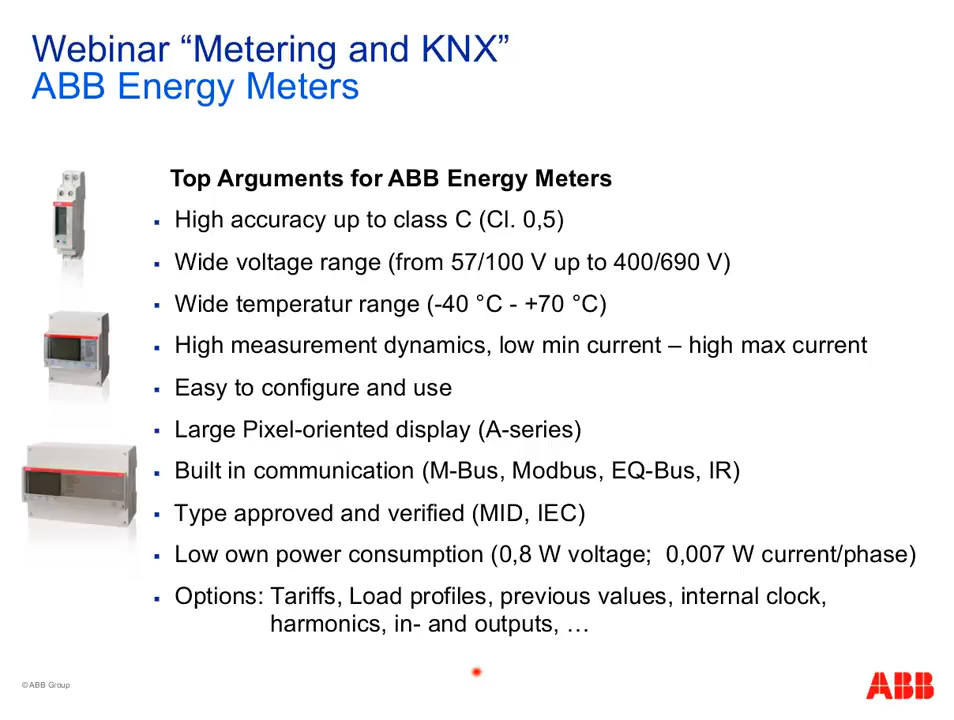 Webinar “Metering and KNX”
ABB Energy Meters
Top Arguments for ABB Energy Meters
▪ High accuracy up to class C (Cl. 0,5)
▪ Wide voltage range (from 57/100 V up to 400/690 V)
▪ Wide temperatur range (-40 °C - +70 °C)
▪ High measurement dynamics, low min current – high max current
▪ Easy to configure and use
▪ Large Pixel-oriented display (A-series)
▪ Built in communication (M-Bus, Modbus, EQ-Bus, IR)
▪ Type approved and verified (MID, IEC)
▪ Low own power consumption (0,8 W voltage;  0,007 W current/phase)
▪ Options: Tariffs, Load profiles, previous values, internal clock,
harmonics, in- and outputs, …
© ABB Group
ABB